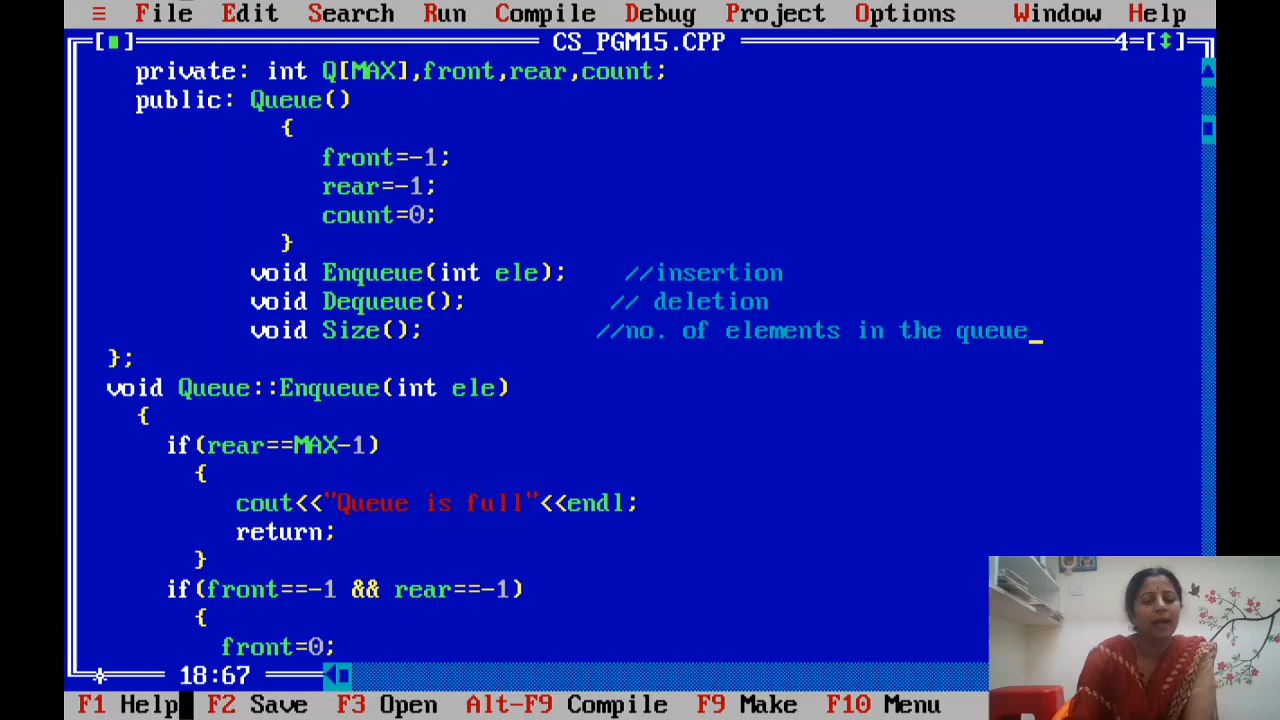 ≡ File Edit Search Run Compile Debug Project Options Window Help
[■] CS_PGM15.CPP 4=[↕]
private: int Q[MAX],front,rear,count;
public: Queue()
{
front=-1;
rear=-1;
count=0;
}
void Enqueue(int ele); //insertion
void Dequeue(); // deletion
void Size(); //no. of elements in the queue_
};
void Queue::Enqueue(int ele)
{
if(rear==MAX-1)
{
cout<<"Queue is full"<<endl;
return;
}
if(front==-1 && rear==-1)
{
front=0;
18:67
F1 Help F2 Save F3 Open Alt-F9 Compile F9 Make F10 Menu